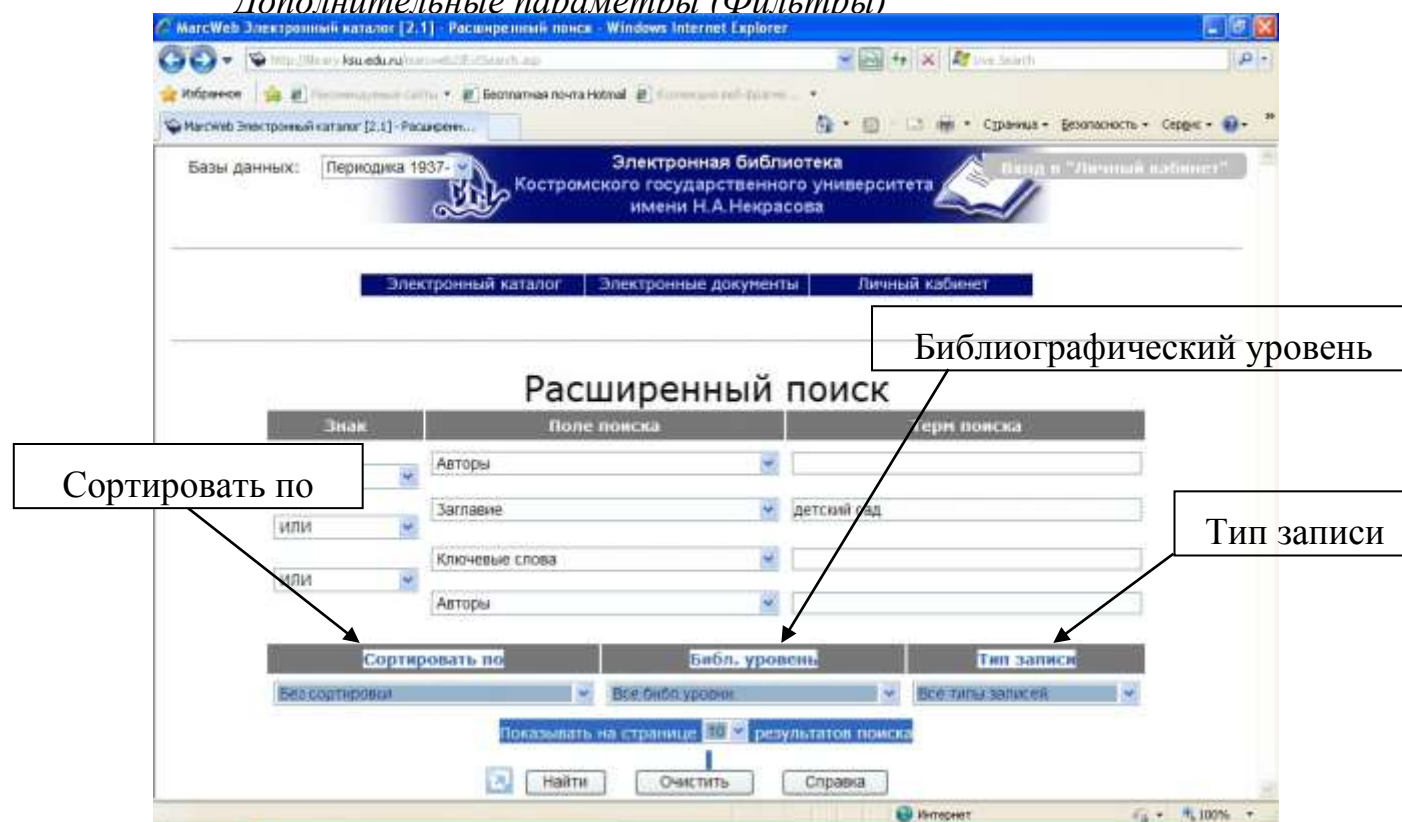 Дополнительные параметры (Фильтры)
MarcWeb Электронный каталог [2.1] - Расширенный поиск - Windows Internet Explorer
ksu.edu.ru
Live Search
Избранное
Бесплатная почта Hotmail
MarcWeb Электронный каталог [2.1] - Расширен...
Страница
Безопасность
Сервис
Базы данных:
Периодика 1937-
Электронная библиотека
Костромского государственного университета
имени Н.А.Некрасова
Вход в "Личный кабинет"
Электронный каталог
Электронные документы
Личный кабинет
Библиографический уровень
Расширенный поиск
Знак
Поле поиска
Терм поиска
Сортировать по
Авторы
ИЛИ
Заглавие
детский сад
Тип записи
ИЛИ
Ключевые слова
Авторы
Сортировать по
Библ. уровень
Тип записи
Без сортировки
Все библ.уровни
Все типы записей
Показывать на странице 10 результатов поиска
Найти
Очистить
Справка
Интернет
100%